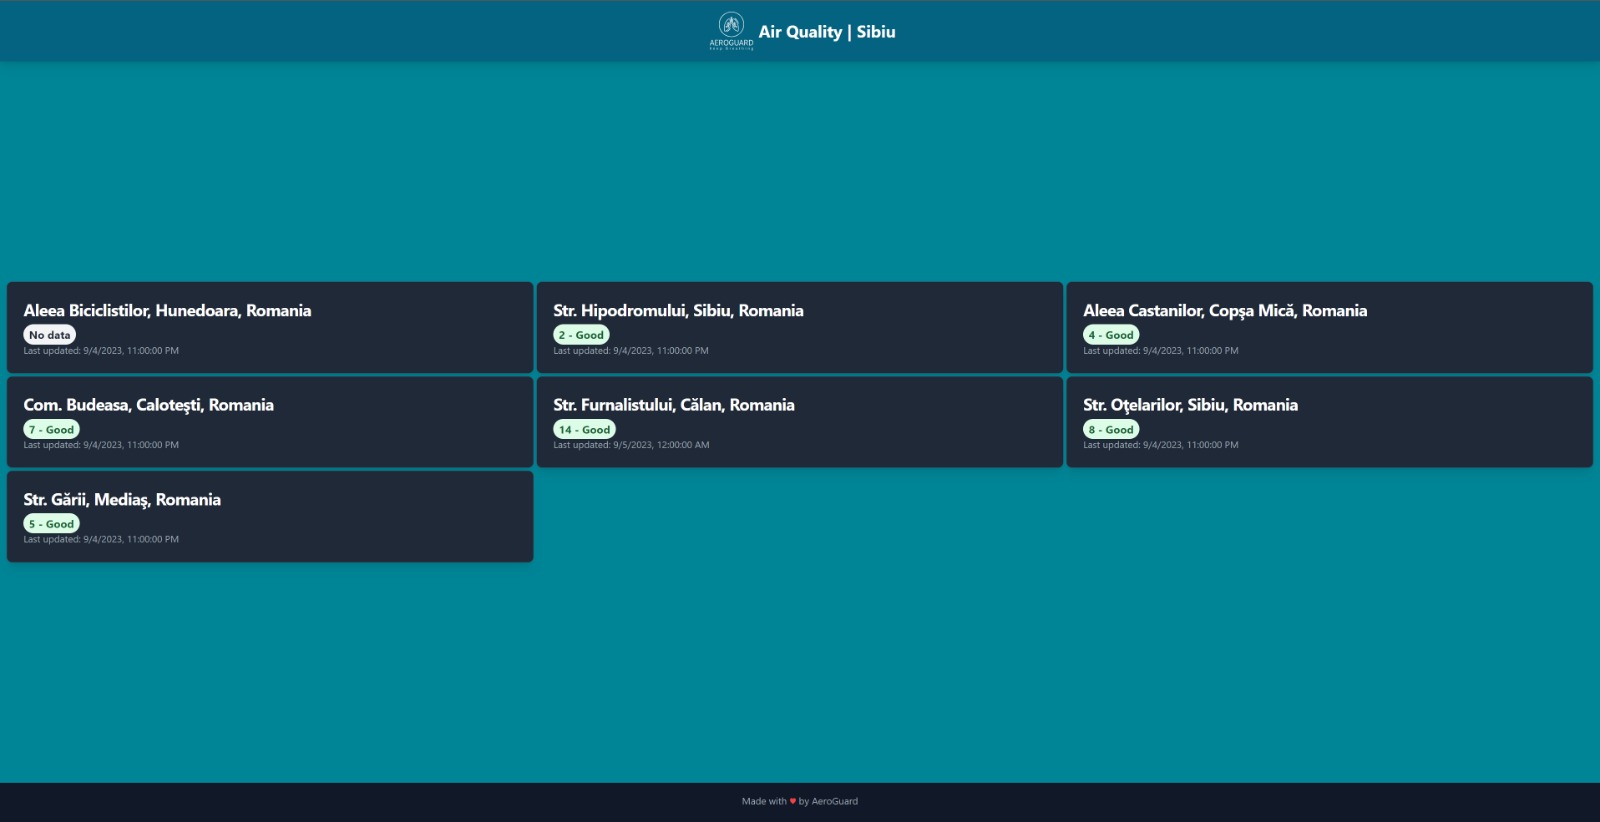 AEROGUARD
Keep Breathing
Air Quality | Sibiu
Aleea Biciclistilor, Hunedoara, Romania
No data
Last updated: 9/4/2023, 11:00:00 PM
Str. Hipodromului, Sibiu, Romania
2 - Good
Last updated: 9/4/2023, 11:00:00 PM
Aleea Castanilor, Copşa Mică, Romania
4 - Good
Last updated: 9/4/2023, 11:00:00 PM
Com. Budeasa, Caloteşti, Romania
7 - Good
Last updated: 9/4/2023, 11:00:00 PM
Str. Furnalistului, Călan, Romania
14 - Good
Last updated: 9/5/2023, 12:00:00 AM
Str. Oţelarilor, Sibiu, Romania
8 - Good
Last updated: 9/4/2023, 11:00:00 PM
Str. Gării, Mediaş, Romania
5 - Good
Last updated: 9/4/2023, 11:00:00 PM
Made with ♥ by AeroGuard